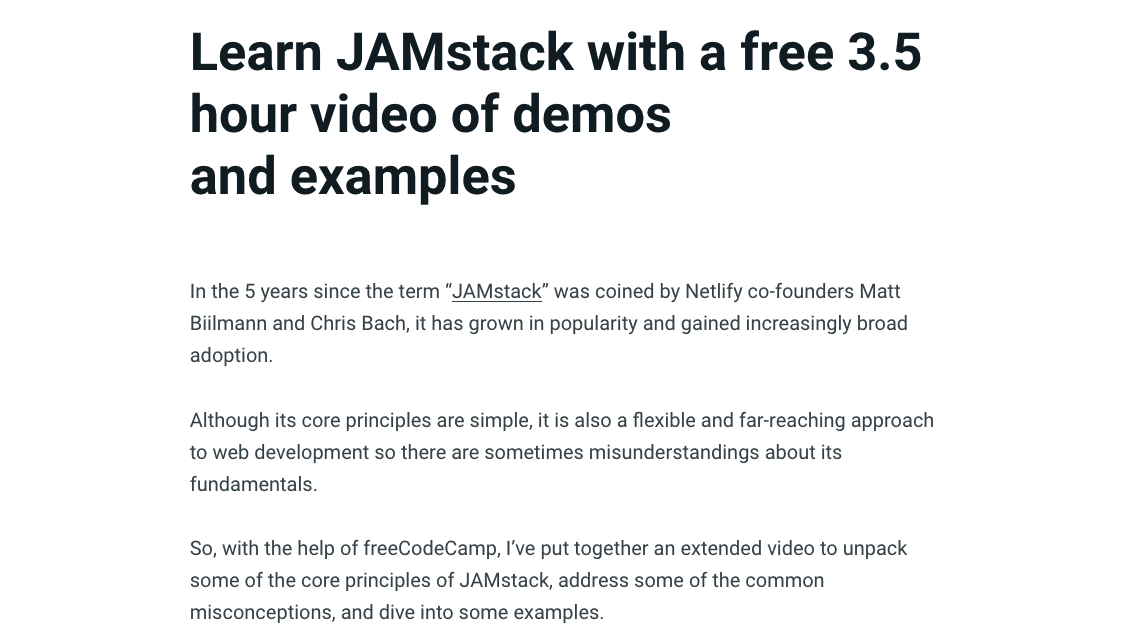 Learn JAMstack with a free 3.5
hour video of demos
and examples
In the 5 years since the term “JAMstack” was coined by Netlify co-founders Matt
Biilmann and Chris Bach, it has grown in popularity and gained increasingly broad
adoption.
Although its core principles are simple, it is also a flexible and far-reaching approach
to web development so there are sometimes misunderstandings about its
fundamentals.
So, with the help of freeCodeCamp, I’ve put together an extended video to unpack
some of the core principles of JAMstack, address some of the common
misconceptions, and dive into some examples.